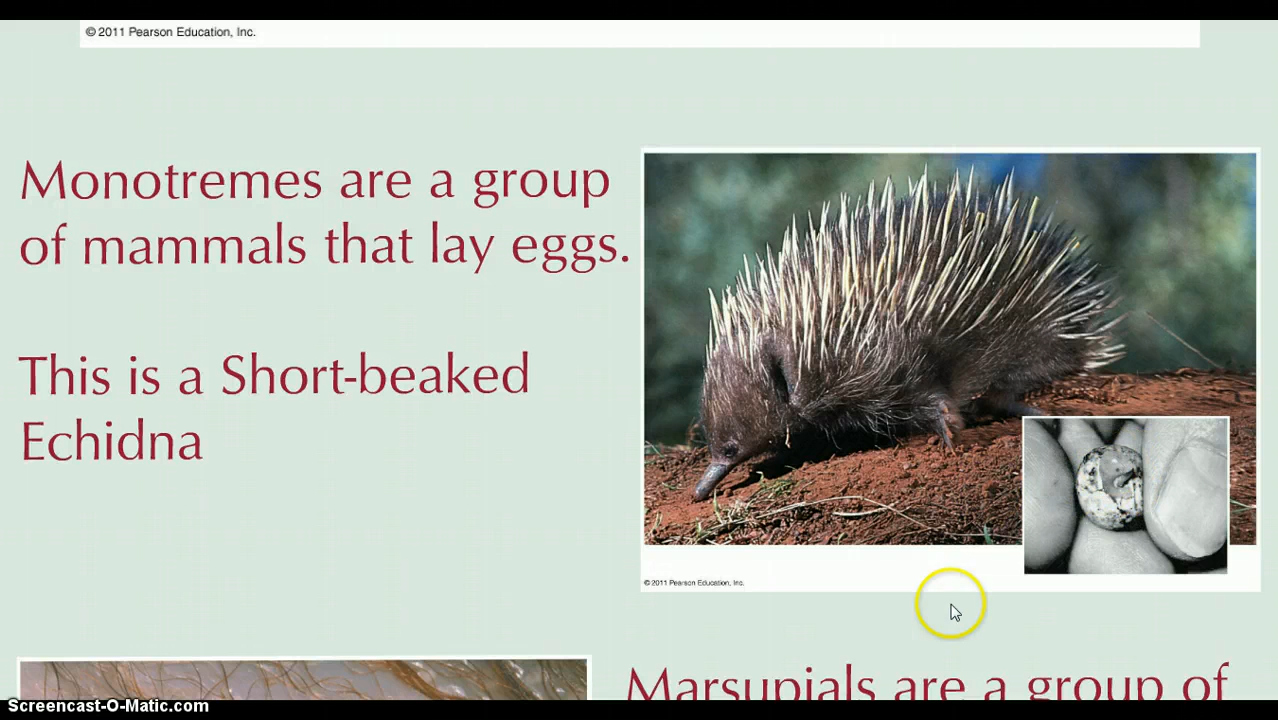 © 2011 Pearson Education, Inc.
Monotremes are a group
of mammals that lay eggs.
This is a Short-beaked
Echidna
© 2011 Pearson Education, Inc.
Marsupials are a group of
Screencast-O-Matic.com